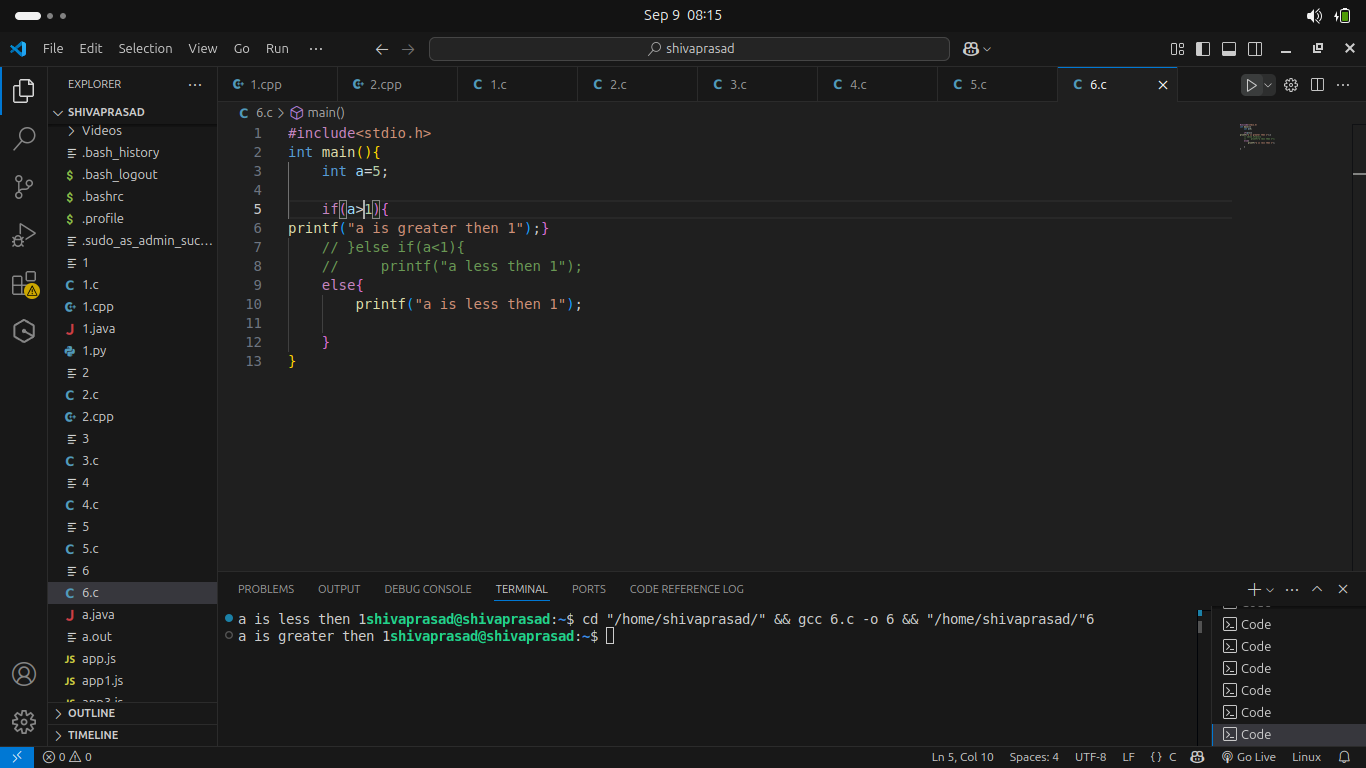 Sep 9 08:15
File Edit Selection View Go Run ···
shivaprasad
EXPLORER
SHIVAPRASAD
Videos
.bash_history
.bash_logout
.bashrc
.profile
.sudo_as_admin_suc...
1
1.c
1.cpp
1.java
1.py
2
2.c
2.cpp
3
3.c
4
4.c
5
5.c
6
6.c
a.java
a.out
app.js
app1.js
OUTLINE
TIMELINE
1.cpp 2.cpp 1.c 2.c 3.c 4.c 5.c 6.c
6.c > main()
1 #include<stdio.h>
2 int main(){
3 int a=5;
4
5 if(a>1){
6 printf("a is greater then 1");}
7 // }else if(a<1){
8 //     printf("a less then 1");
9 else{
10 printf("a is less then 1");
11
12 }
13 }
PROBLEMS OUTPUT DEBUG CONSOLE TERMINAL PORTS CODE REFERENCE LOG
a is less then 1shivaprasad@shivaprasad:~$ cd "/home/shivaprasad/" && gcc 6.c -o 6 && "/home/shivaprasad/"6
a is greater then 1shivaprasad@shivaprasad:~$
Code
Code
Code
Code
Code
Code
0 0 Ln 5, Col 10 Spaces: 4 UTF-8 LF {} C Go Live Linux